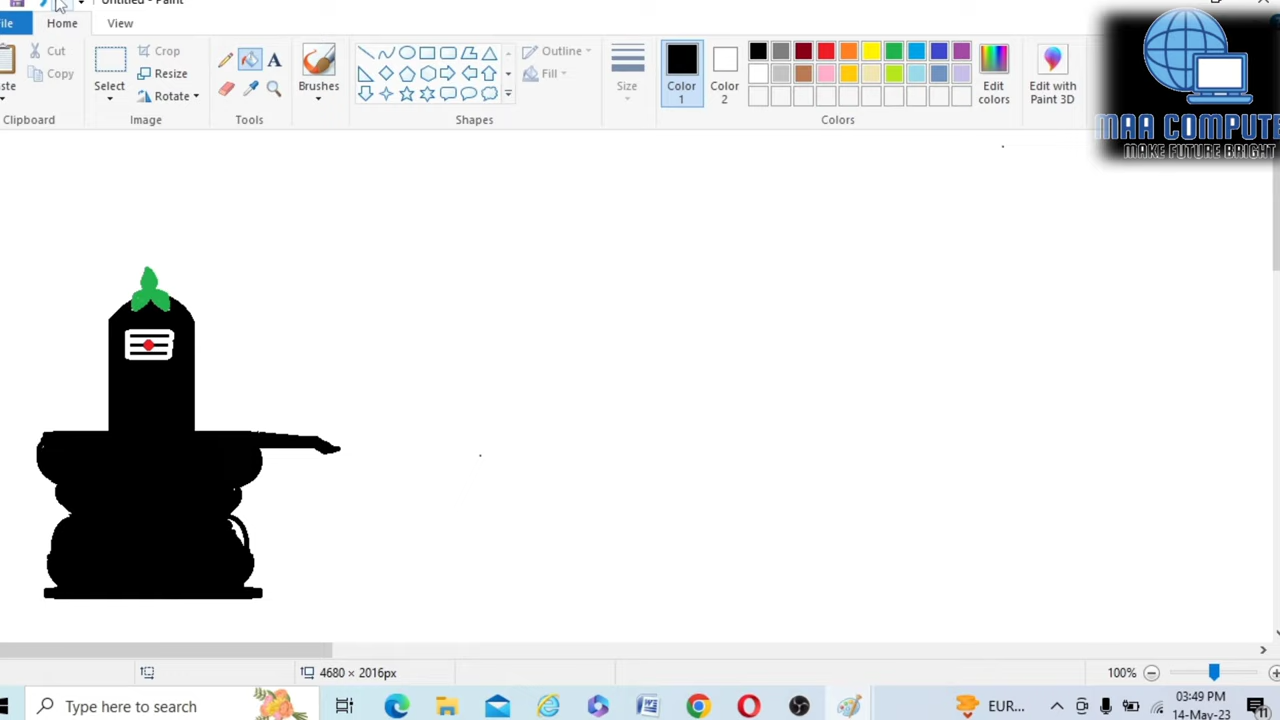 Untitled - Paint
File
Home
View
Cut
Copy
Clipboard
Select
Crop
Resize
Rotate
Image
Tools
Brushes
Shapes
Outline
Fill
Size
Color
1
Color
2
Colors
Edit
colors
Edit with
Paint 3D
MAA COMPUTE
MAKE FUTURE BRIGHT
4680 × 2016px
100%
Type here to search
EUR...
03:49 PM
14-May-23
11